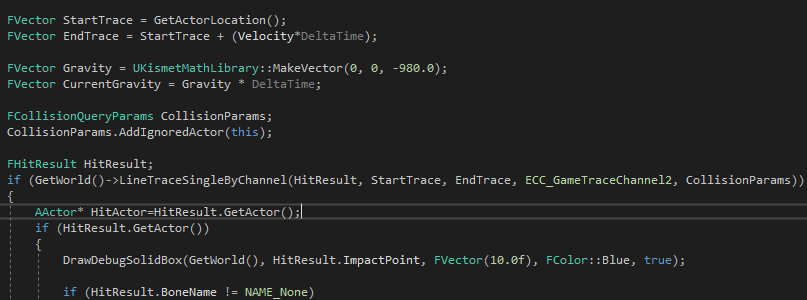 FVector StartTrace = GetActorLocation();
FVector EndTrace = StartTrace + (Velocity*DeltaTime);
FVector Gravity = UKismetMathLibrary::MakeVector(0, 0, -980.0);
FVector CurrentGravity = Gravity * DeltaTime;
FCollisionQueryParams CollisionParams;
CollisionParams.AddIgnoredActor(this);
FHitResult HitResult;
if (GetWorld()->LineTraceSingleByChannel(HitResult, StartTrace, EndTrace, ECC_GameTraceChannel2, CollisionParams))
{
AActor* HitActor=HitResult.GetActor();
if (HitResult.GetActor())
{
DrawDebugSolidBox(GetWorld(), HitResult.ImpactPoint, FVector(10.0f), FColor::Blue, true);
if (HitResult.BoneName != NAME_None)